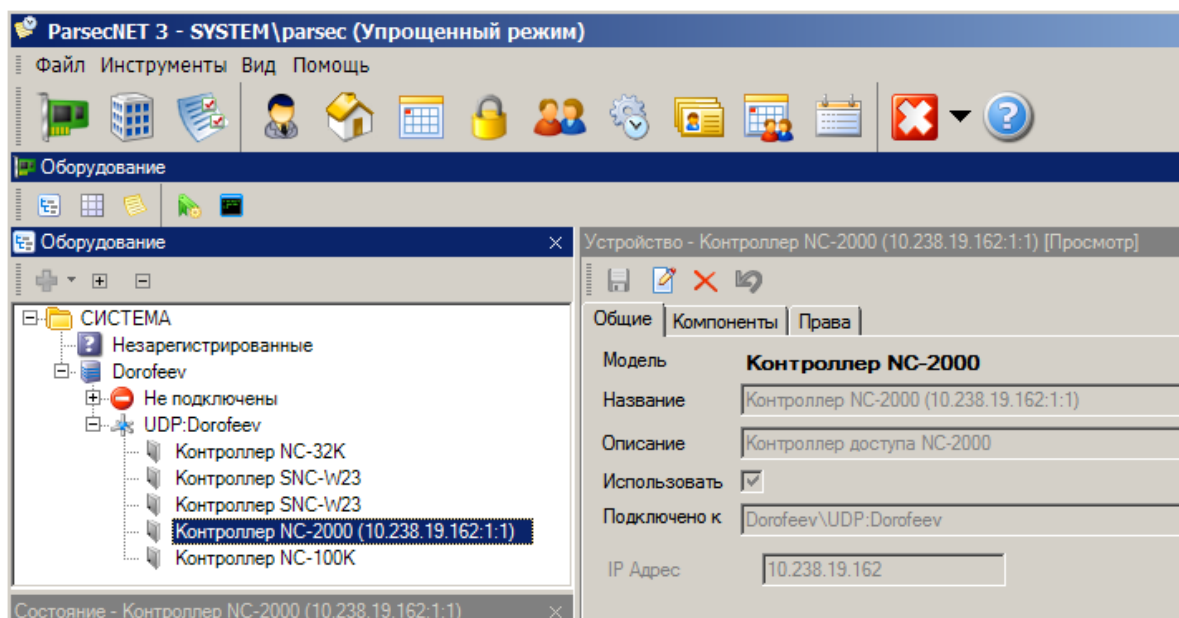 ParsecNET 3 - SYSTEM\parsec (Упрощенный режим)
Файл Инструменты Вид Помощь
Оборудование
Оборудование
СИСТЕМА
Незарегистрированные
Dorofeev
Не подключены
UDP:Dorofeev
Контроллер NC-32K
Контроллер SNC-W23
Контроллер SNC-W23
Контроллер NC-2000 (10.238.19.162:1:1)
Контроллер NC-100K
Состояние - Контроллер NC-2000 (10.238.19.162:1:1)
Устройство - Контроллер NC-2000 (10.238.19.162:1:1) [Просмотр]
Общие Компоненты Права
Модель Контроллер NC-2000
Название Контроллер NC-2000 (10.238.19.162:1:1)
Описание Контроллер доступа NC-2000
Использовать
Подключено к Dorofeev\UDP:Dorofeev
IP Адрес 10.238.19.162